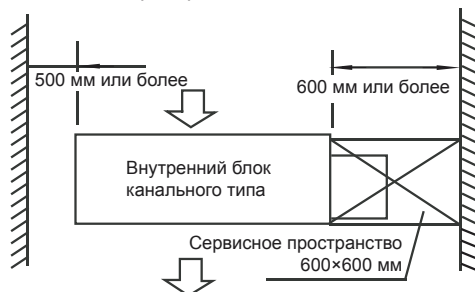 500 мм или более
600 мм или более
Внутренний блок
канального типа
Сервисное пространство
600×600 мм